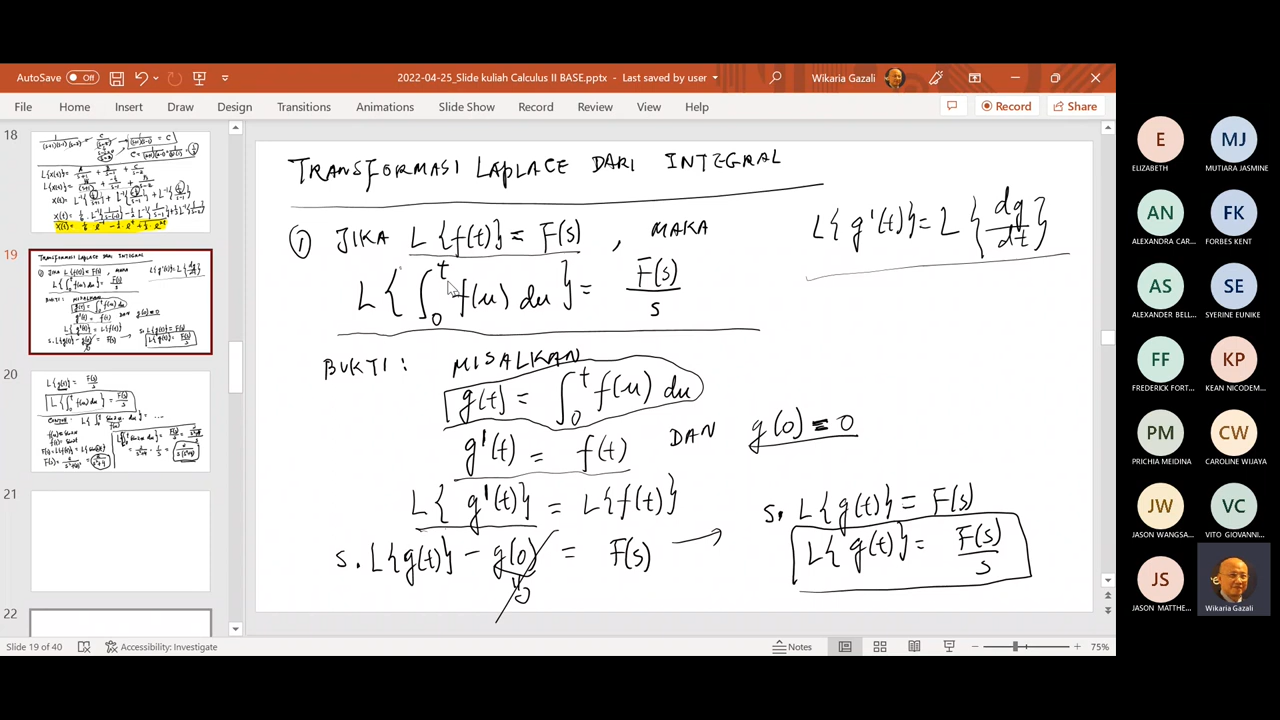 AutoSave Off
2022-04-25_Slide kuliah Calculus II BASE.pptx - Last saved by user
Wikaria Gazali
File Home Insert Draw Design Transitions Animations Slide Show Record Review View Help
Record Share
18
19
20
21
22
TRANSFORMASI LAPLACE DARI INTEGRAL
① JIKA L{f(t)} = F(s) , MAKA
L{g'(t)} = L{dg/dt}
L{∫₀ᵗ f(u) du} = F(s)/s
BUKTI : MISALKAN
g(t) = ∫₀ᵗ f(u) du
g'(t) = f(t) DAN g(0) = 0
L{g'(t)} = L{f(t)}
s. L{g(t)} - g(0) = F(s) →
0
s. L{g(t)} = F(s)
L{g(t)} = F(s)/s
E
ELIZABETH
MJ
MUTIARA JASMINE
AN
ALEXANDRA CAR...
FK
FORBES KENT
AS
ALEXANDER BELL...
SE
SYERINE EUNIKE
FF
FREDERICK FORT...
KP
KEAN NICODEM...
PM
PRICHIA MEIDINA
CW
CAROLINE WIJAYA
JW
JASON WANGSA...
VC
VITO GIOVANNI...
JS
JASON MATTHE...
Wikaria Gazali
Slide 19 of 40
Accessibility: Investigate
Notes
75%